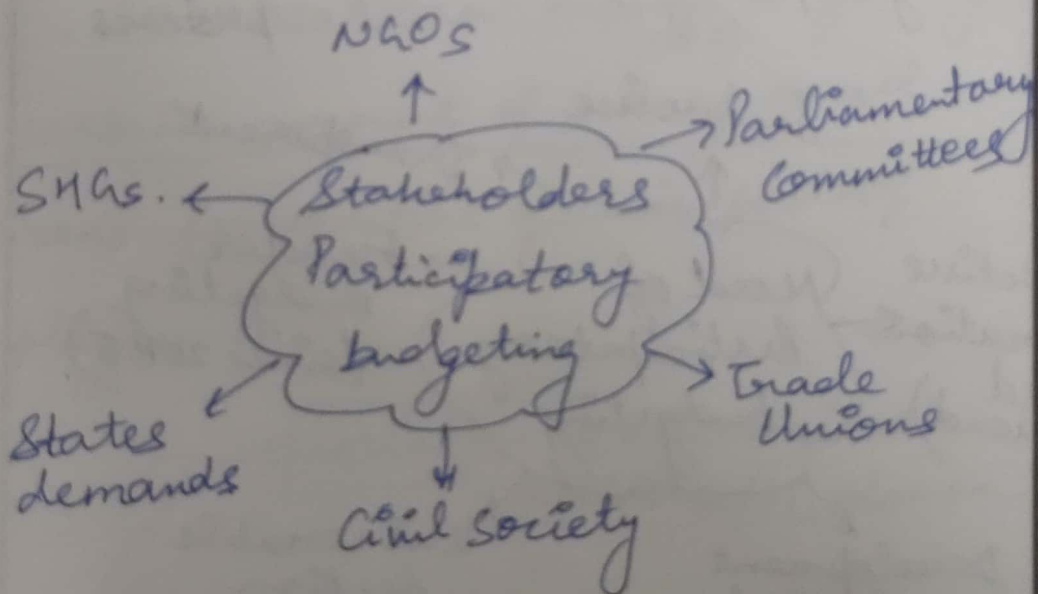 NGOs
Parliamentary
Committees
SHGs.
Stakeholders
Participatory
budgeting
Trade
Unions
States
demands
Civil Society